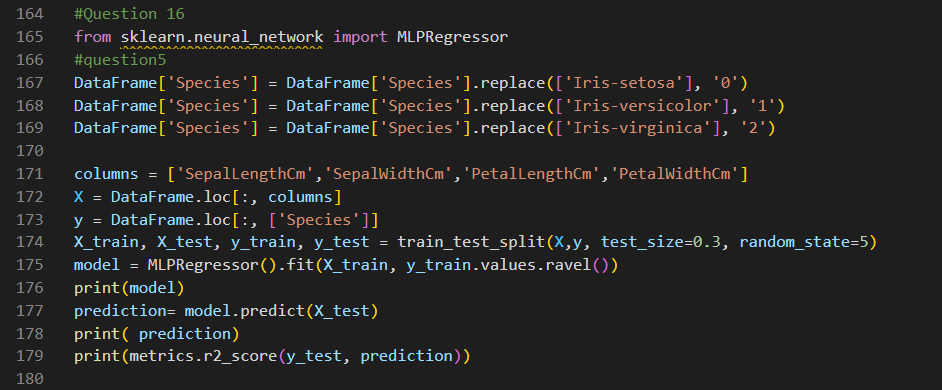 164 #Question 16
165 from sklearn.neural_network import MLPRegressor
166 #question5
167 DataFrame['Species'] = DataFrame['Species'].replace(['Iris-setosa'], '0')
168 DataFrame['Species'] = DataFrame['Species'].replace(['Iris-versicolor'], '1')
169 DataFrame['Species'] = DataFrame['Species'].replace(['Iris-virginica'], '2')
170
171 columns = ['SepalLengthCm','SepalWidthCm','PetalLengthCm','PetalWidthCm']
172 X = DataFrame.loc[:, columns]
173 y = DataFrame.loc[:, ['Species']]
174 X_train, X_test, y_train, y_test = train_test_split(X,y, test_size=0.3, random_state=5)
175 model = MLPRegressor().fit(X_train, y_train.values.ravel())
176 print(model)
177 prediction= model.predict(X_test)
178 print( prediction)
179 print(metrics.r2_score(y_test, prediction))
180